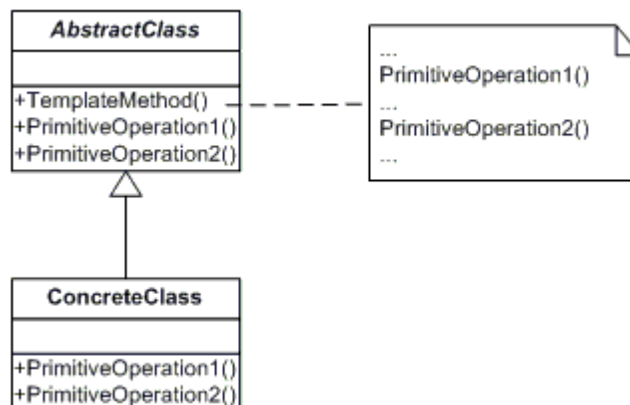 AbstractClass
+TemplateMethod()
+PrimitiveOperation1()
+PrimitiveOperation2()
...
PrimitiveOperation1()
...
PrimitiveOperation2()
...
ConcreteClass
+PrimitiveOperation1()
+PrimitiveOperation2()